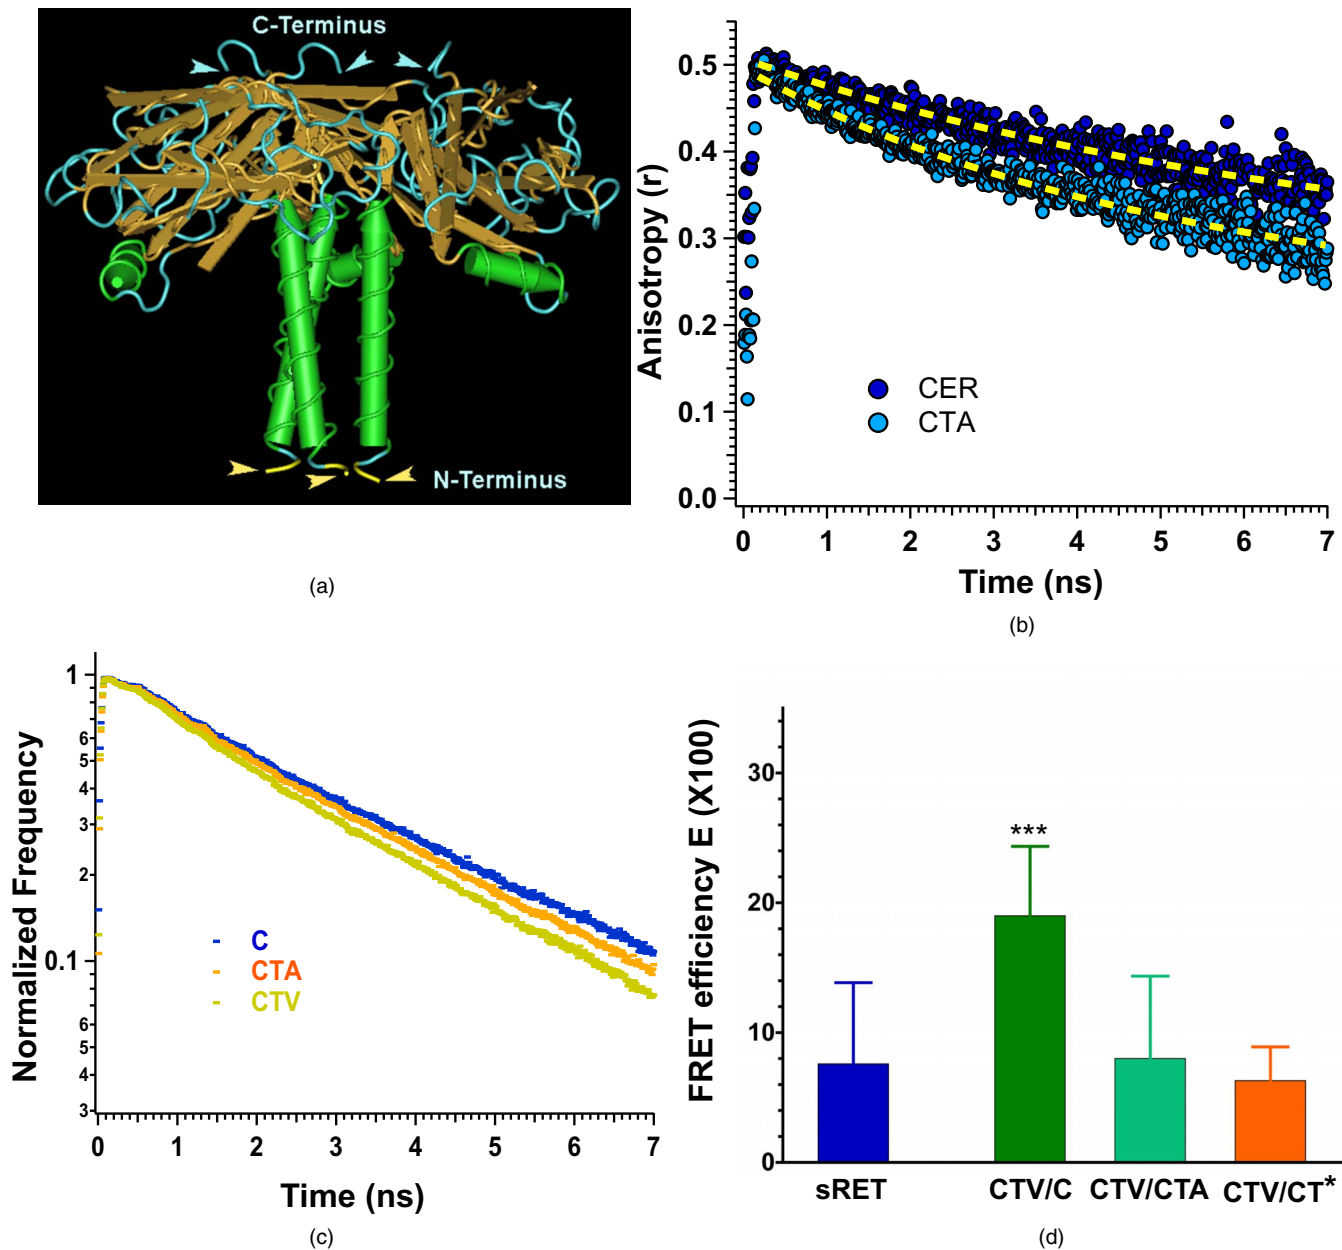 C-Terminus
N-Terminus
(a)
Anisotropy (r)
0.5
0.4
0.3
0.2
0.1
0.0
CER
CTA
0 1 2 3 4 5 6 7
Time (ns)
(b)
Normalized Frequency
1
6
5
4
3
2
0.1
6
5
4
3
C
CTA
CTV
0 1 2 3 4 5 6 7
Time (ns)
(c)
FRET efficiency E (X100)
30
20
10
0
***
sRET CTV/C CTV/CTA CTV/CT*
(d)